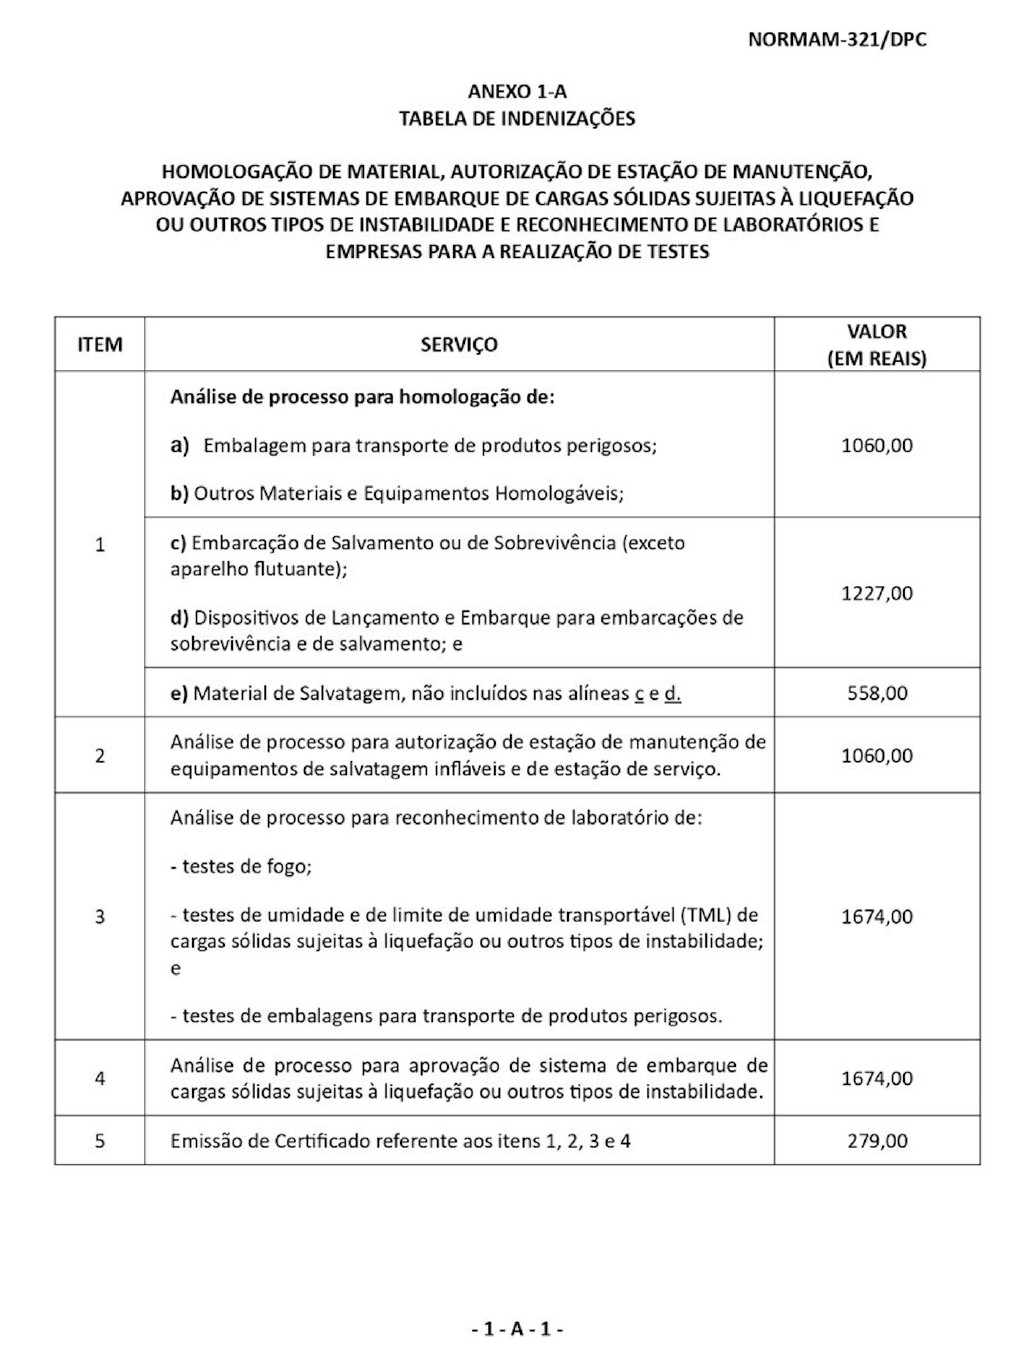 NORMAM-321/DPC
ANEXO 1-A
TABELA DE INDENIZAÇÕES
HOMOLOGAÇÃO DE MATERIAL, AUTORIZAÇÃO DE ESTAÇÃO DE MANUTENÇÃO,
APROVAÇÃO DE SISTEMAS DE EMBARQUE DE CARGAS SÓLIDAS SUJEITAS À LIQUEFAÇÃO
OU OUTROS TIPOS DE INSTABILIDADE E RECONHECIMENTO DE LABORATÓRIOS E
EMPRESAS PARA A REALIZAÇÃO DE TESTES
ITEM SERVIÇO VALOR
(EM REAIS)
1
Análise de processo para homologação de:
a) Embalagem para transporte de produtos perigosos; 1060,00
b) Outros Materiais e Equipamentos Homologáveis;
c) Embarcação de Salvamento ou de Sobrevivência (exceto
aparelho flutuante);
1227,00
d) Dispositivos de Lançamento e Embarque para embarcações de
sobrevivência e de salvamento; e
e) Material de Salvatagem, não incluídos nas alíneas c e d. 558,00
2
Análise de processo para autorização de estação de manutenção de
equipamentos de salvatagem infláveis e de estação de serviço.
1060,00
3
Análise de processo para reconhecimento de laboratório de:
- testes de fogo;
- testes de umidade e de limite de umidade transportável (TML) de
cargas sólidas sujeitas à liquefação ou outros tipos de instabilidade;
e
- testes de embalagens para transporte de produtos perigosos.
1674,00
4
Análise de processo para aprovação de sistema de embarque de
cargas sólidas sujeitas à liquefação ou outros tipos de instabilidade.
1674,00
5 Emissão de Certificado referente aos itens 1, 2, 3 e 4 279,00
- 1 - A - 1 -